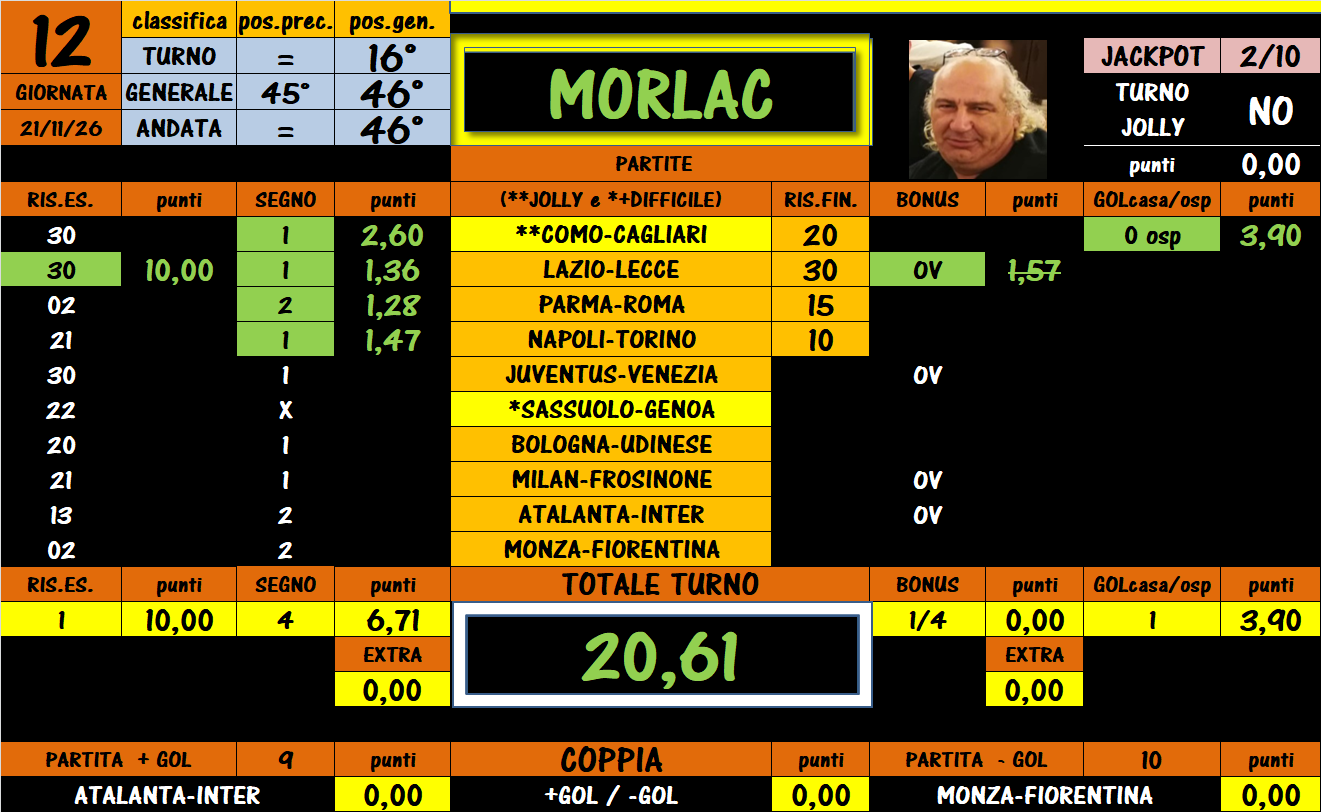 12 classifica pos.prec. pos.gen.
TURNO = 16°
GIORNATA GENERALE 45° 46°
21/11/26 ANDATA = 46°
MORLAC
JACKPOT 2/10
TURNO JOLLY NO
punti 0,00
PARTITE
RIS.ES. punti SEGNO punti (**JOLLY e *+DIFFICILE) RIS.FIN. BONUS punti GOLcasa/osp punti
30 1 2,60 **COMO-CAGLIARI 20 0 osp 3,90
30 10,00 1 1,36 LAZIO-LECCE 30 OV 1,57
02 2 1,28 PARMA-ROMA 15
21 1 1,47 NAPOLI-TORINO 10
30 1 JUVENTUS-VENEZIA OV
22 X *SASSUOLO-GENOA
20 1 BOLOGNA-UDINESE
21 1 MILAN-FROSINONE OV
13 2 ATALANTA-INTER OV
02 2 MONZA-FIORENTINA
RIS.ES. punti SEGNO punti TOTALE TURNO BONUS punti GOLcasa/osp punti
1 10,00 4 6,71 20,61 1/4 0,00 1 3,90
EXTRA EXTRA
0,00 0,00
PARTITA + GOL 9 punti COPPIA punti PARTITA - GOL 10 punti
ATALANTA-INTER 0,00 +GOL / -GOL 0,00 MONZA-FIORENTINA 0,00